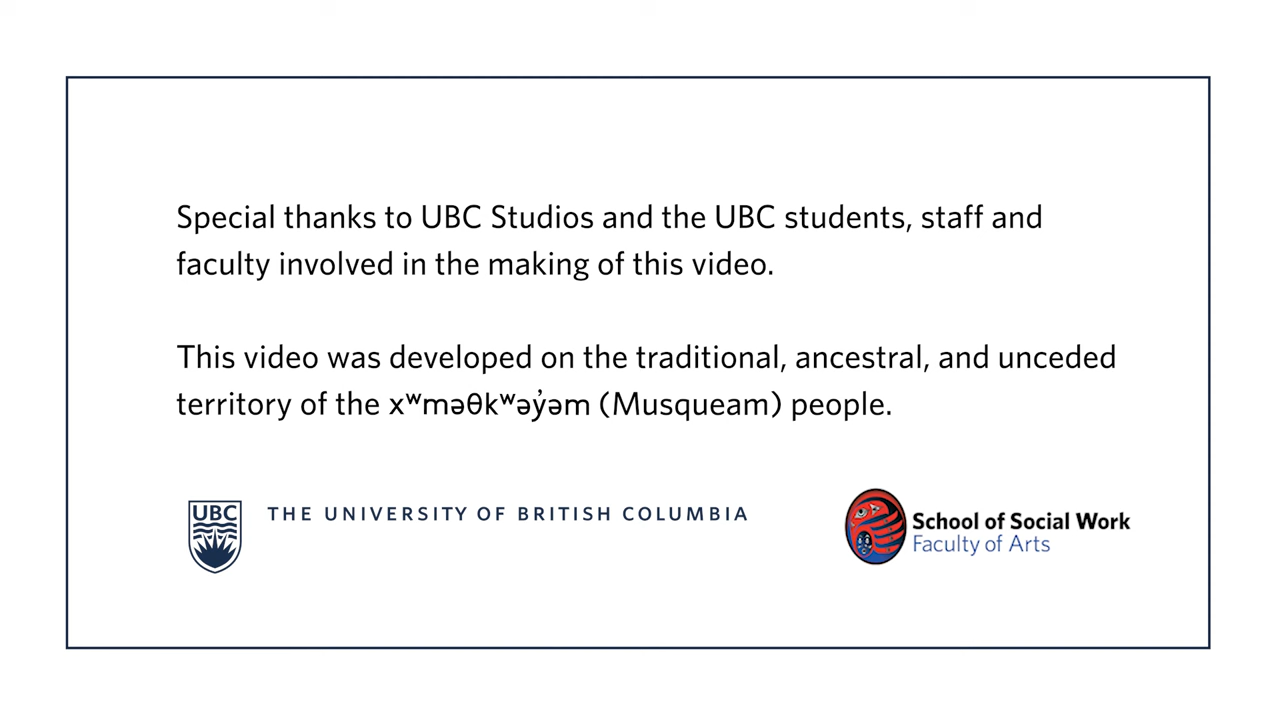 Special thanks to UBC Studios and the UBC students, staff and
faculty involved in the making of this video.
This video was developed on the traditional, ancestral, and unceded
territory of the xʷməθkʷəy̓əm (Musqueam) people.
UBC
THE UNIVERSITY OF BRITISH COLUMBIA
School of Social Work
Faculty of Arts